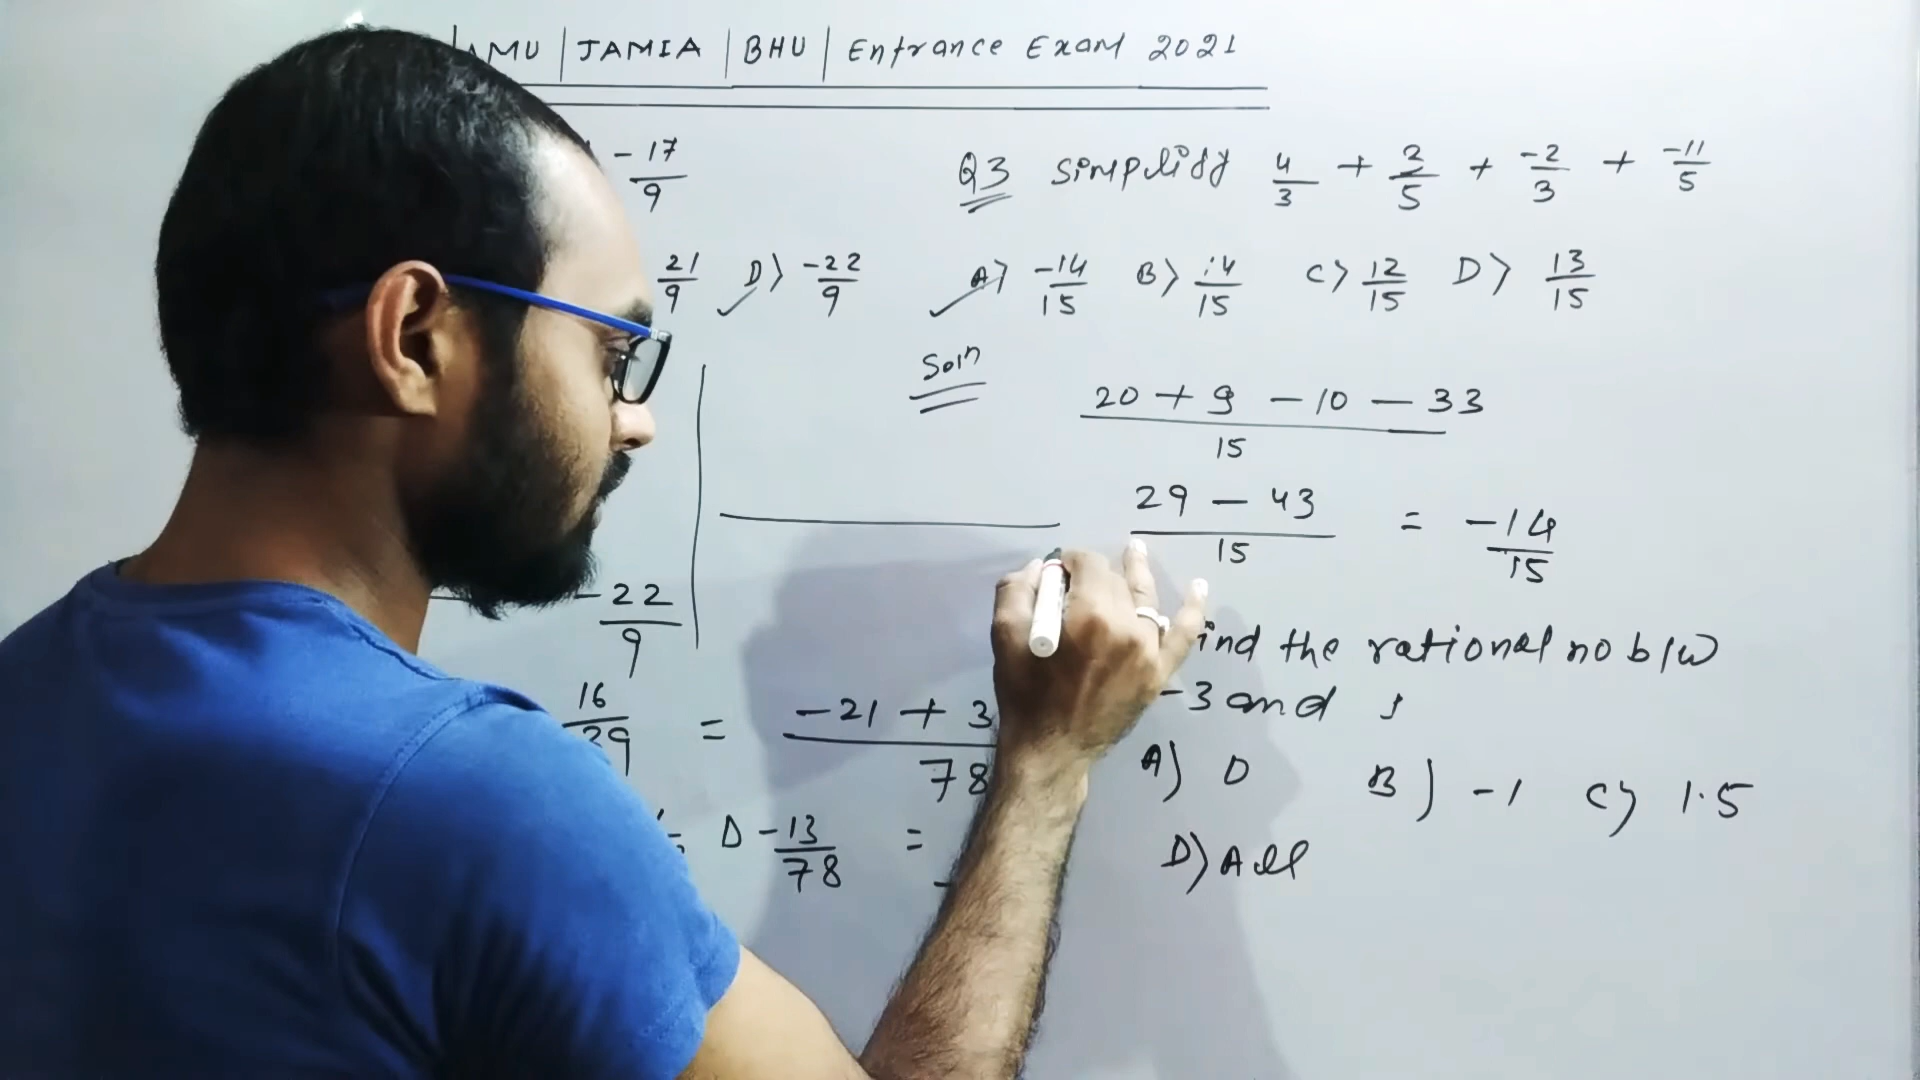 AMU | JAMIA | BHU | Entrance Exam 2021
-17/9
21/9 D) -22/9
-22/9
16/39 = -21 + 3 /78
D -13/78 =
Q3 simplify 4/3 + 3/5 + -2/3 + -11/5
A) -14/15 B) 14/15 C) 12/15 D) 13/15
Soln
20 + 9 - 10 - 33 /15
29 - 43 /15 = -14/15
ind the rational no b/w
-3 and 1
A) 0 B) -1 C) 1.5
D) All